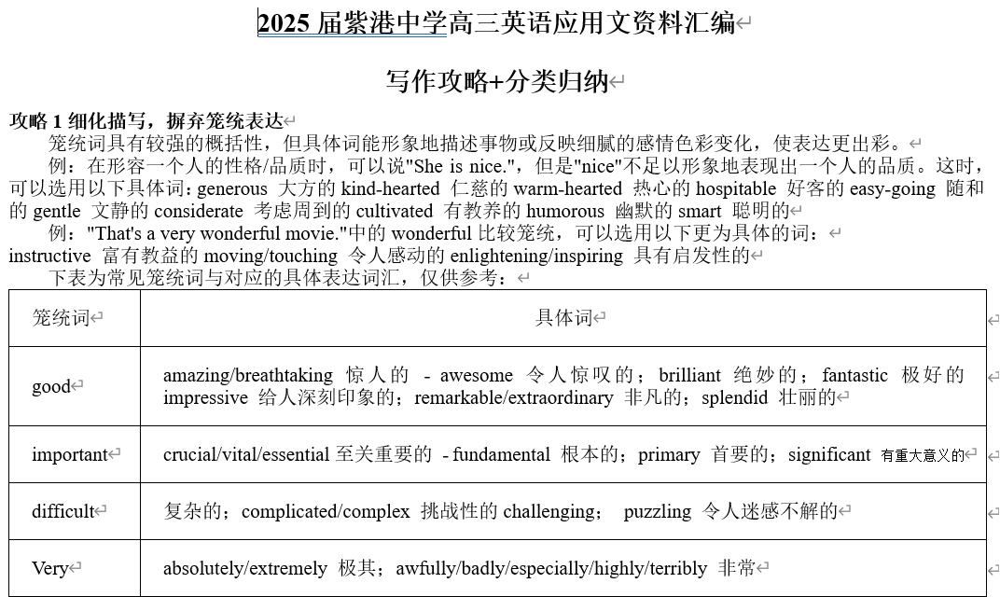 2025 届紫港中学高三英语应用文资料汇编
写作攻略+分类归纳
攻略 1 细化描写，摒弃笼统表达
笼统词具有较强的概括性，但具体词能形象地描述事物或反映细腻的感情色彩变化，使表达更出彩。
例：在形容一个人的性格/品质时，可以说"She is nice."，但是"nice"不足以形象地表现出一个人的品质。这时，
可以选用以下具体词：generous 大方的 kind-hearted 仁慈的 warm-hearted 热心的 hospitable 好客的 easy-going 随和
的 gentle 文静的 considerate 考虑周到的 cultivated 有教养的 humorous 幽默的 smart 聪明的
例："That's a very wonderful movie."中的 wonderful 比较笼统，可以选用以下更为具体的词：
instructive 富有教益的 moving/touching 令人感动的 enlightening/inspiring 具有启发性的
下表为常见笼统词与对应的具体表达词汇，仅供参考：
笼统词 具体词
good
amazing/breathtaking 惊人的 - awesome 令人惊叹的；brilliant 绝妙的；fantastic 极好的
impressive 给人深刻印象的；remarkable/extraordinary 非凡的；splendid 壮丽的
important crucial/vital/essential 至关重要的 - fundamental 根本的；primary 首要的；significant 有重大意义的
difficult 复杂的；complicated/complex 挑战性的 challenging； puzzling 令人迷惑不解的
Very absolutely/extremely 极其；awfully/badly/especially/highly/terribly 非常